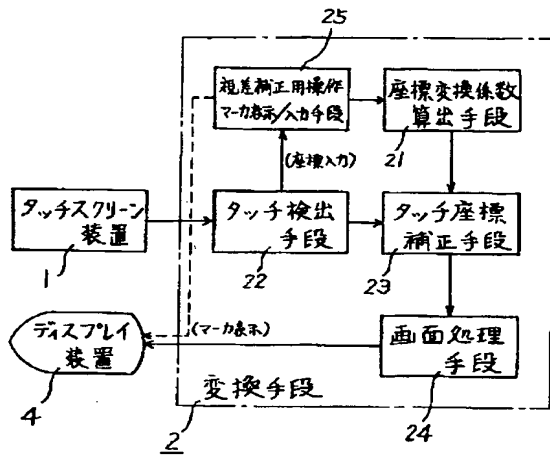 25
視差補正用操作
マーカ表示/入力手段
座標変換係数
算出手段
21
(座標入力)
タッチスクリーン
装置
1
タッチ検出
手段
22
タッチ座標
補正手段
23
(マーカ表示)
ディスプレイ
装置
4
画面処理
手段
24
変換手段
2